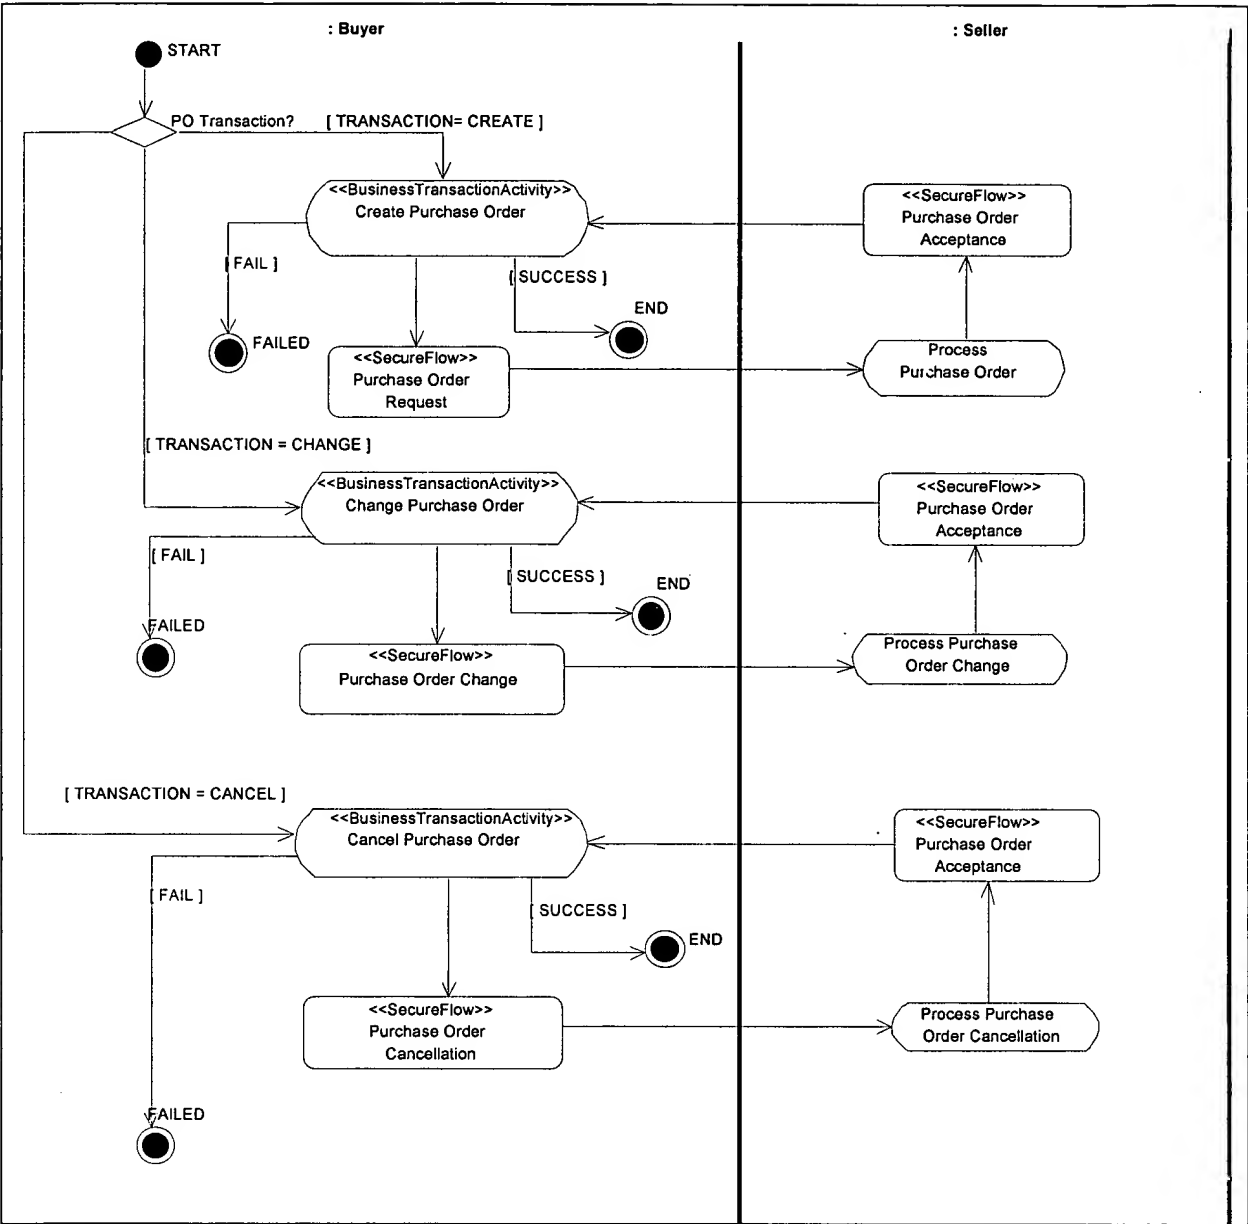 : Buyer
: Seller
START
PO Transaction?
[ TRANSACTION= CREATE ]
<<BusinessTransactionActivity>>
Create Purchase Order
<<SecureFlow>>
Purchase Order
Acceptance
[ FAIL ]
[ SUCCESS ]
END
FAILED
<<SecureFlow>>
Purchase Order
Request
Process
Purchase Order
[ TRANSACTION = CHANGE ]
<<BusinessTransactionActivity>>
Change Purchase Order
<<SecureFlow>>
Purchase Order
Acceptance
[ FAIL ]
[ SUCCESS ]
END
FAILED
<<SecureFlow>>
Purchase Order Change
Process Purchase
Order Change
[ TRANSACTION = CANCEL ]
<<BusinessTransactionActivity>>
Cancel Purchase Order
<<SecureFlow>>
Purchase Order
Acceptance
[ FAIL ]
[ SUCCESS ]
END
<<SecureFlow>>
Purchase Order
Cancellation
Process Purchase
Order Cancellation
FAILED